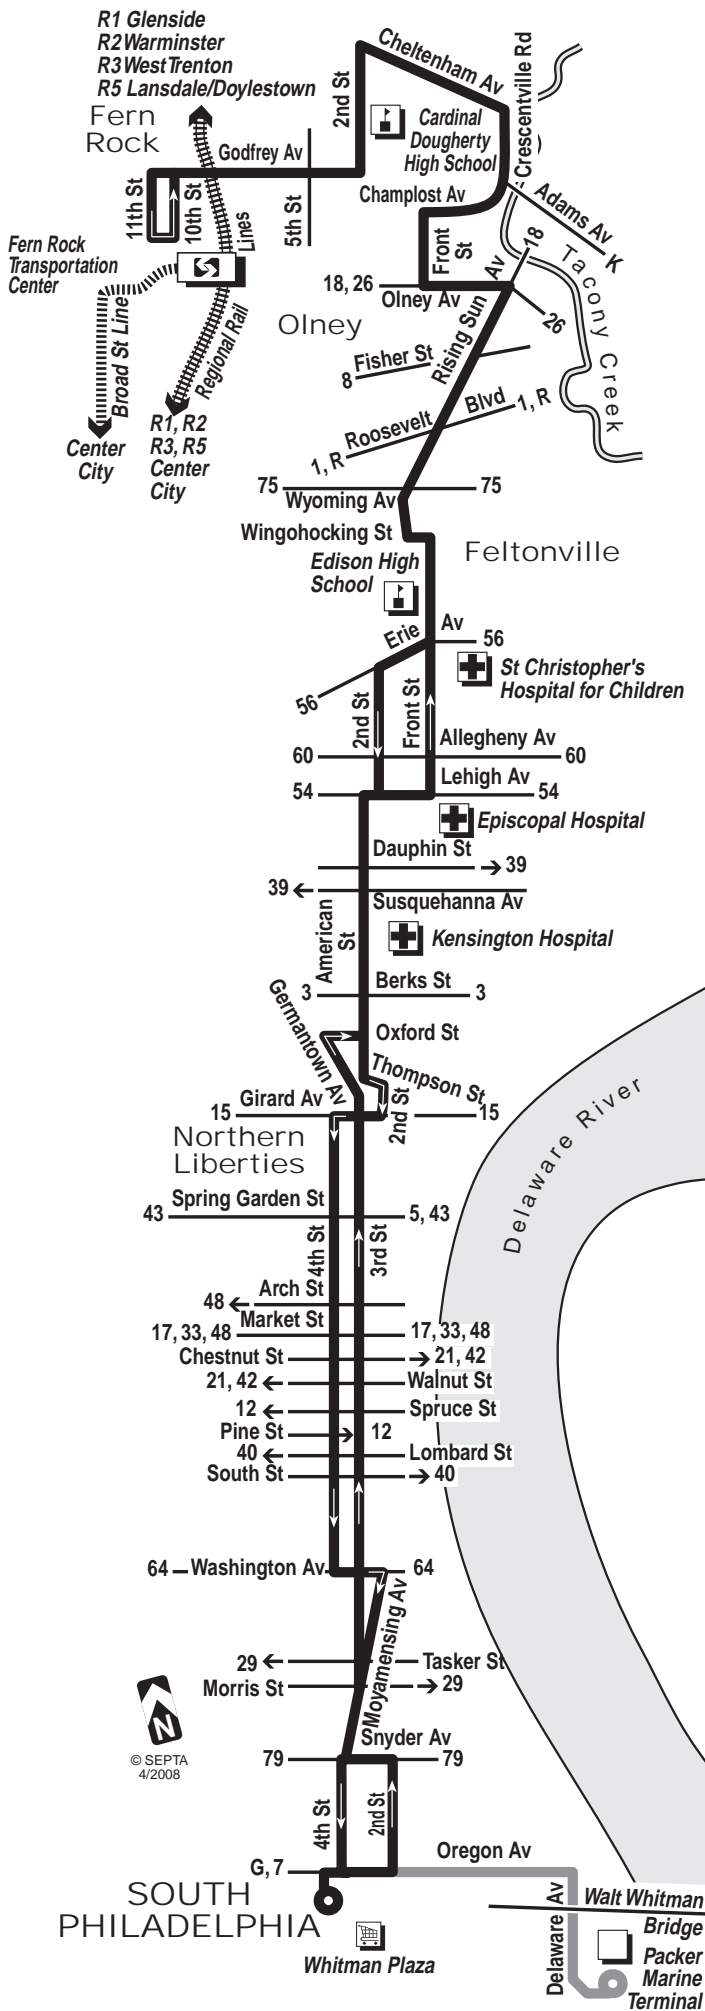 R1 Glenside
R2 Warminster
R3 West Trenton
R5 Lansdale/Doylestown
Fern
Rock
2nd St
Cheltenham Av
Crescentville Rd
Cardinal
Dougherty
High School
Godfrey Av
11th St
10th St
5th St
Champlost Av
Adams Av
K
Lines
Front
St
Fern Rock
Transportation
Center
18, 26
Olney Av
18
26
Tacony Creek
Olney
Broad St Line
Regional Rail
Rising Sun Av
8
Fisher St
Roosevelt Blvd
1, R
1, R
Center
City
R1, R2
R3, R5
Center
City
75
Wyoming Av
75
Wingohocking St
Feltonville
Edison High
School
Erie Av
56
56
St Christopher's
Hospital for Children
2nd St
Front St
60
Allegheny Av
60
54
Lehigh Av
54
Episcopal Hospital
Dauphin St
39
39
Susquehanna Av
American
St
Kensington Hospital
3
Berks St
3
Germantown Av
Oxford St
Thompson St
2nd St
15
Girard Av
15
Northern
Liberties
Delaware River
43
Spring Garden St
5, 43
4th St
3rd St
48
Arch St
17, 33, 48
Market St
17, 33, 48
Chestnut St
21, 42
21, 42
Walnut St
12
Spruce St
Pine St
12
40
Lombard St
South St
40
64
Washington Av
64
SMoyamensing Av
29
Tasker St
Morris St
29
N
© SEPTA
4/2008
79
Snyder Av
79
4th St
2nd St
G, 7
Oregon Av
SOUTH
PHILADELPHIA
Whitman Plaza
Delaware Av
Walt Whitman
Bridge
Packer
Marine
Terminal